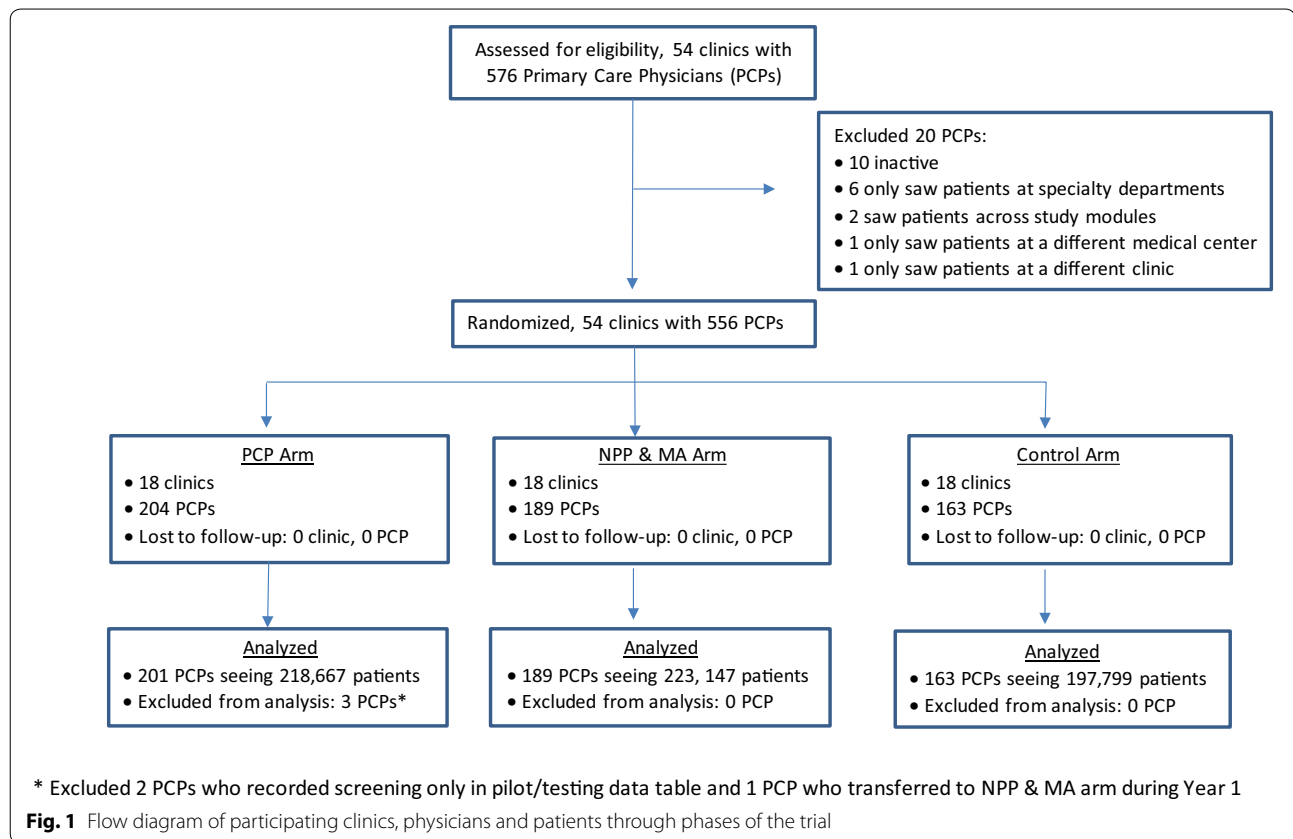 Assessed for eligibility, 54 clinics with
576 Primary Care Physicians (PCPs)
Excluded 20 PCPs:
• 10 inactive
• 6 only saw patients at specialty departments
• 2 saw patients across study modules
• 1 only saw patients at a different medical center
• 1 only saw patients at a different clinic
Randomized, 54 clinics with 556 PCPs
PCP Arm
• 18 clinics
• 204 PCPs
• Lost to follow-up: 0 clinic, 0 PCP
NPP & MA Arm
• 18 clinics
• 189 PCPs
• Lost to follow-up: 0 clinic, 0 PCP
Control Arm
• 18 clinics
• 163 PCPs
• Lost to follow-up: 0 clinic, 0 PCP
Analyzed
• 201 PCPs seeing 218,667 patients
• Excluded from analysis: 3 PCPs*
Analyzed
• 189 PCPs seeing 223, 147 patients
• Excluded from analysis: 0 PCP
Analyzed
• 163 PCPs seeing 197,799 patients
• Excluded from analysis: 0 PCP
* Excluded 2 PCPs who recorded screening only in pilot/testing data table and 1 PCP who transferred to NPP & MA arm during Year 1
Fig. 1 Flow diagram of participating clinics, physicians and patients through phases of the trial